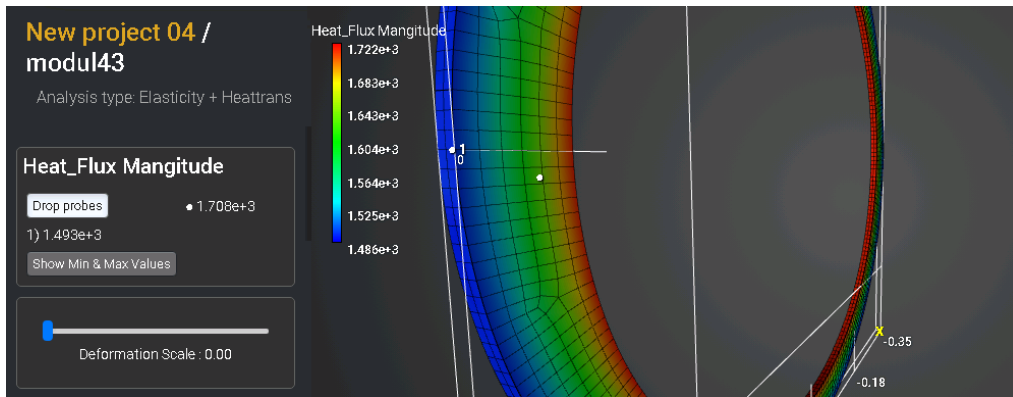 New project 04 /
modul43
Analysis type: Elasticity + Heattrans
Heat_Flux Mangitude
Drop probes
1.708e+3
1) 1.493e+3
Show Min & Max Values
Deformation Scale : 0.00
Heat_Flux Mangitude
1.722e+3
1.683e+3
1.643e+3
1.604e+3
1.564e+3
1.525e+3
1.486e+3
1
0
X
-0.35
-0.18